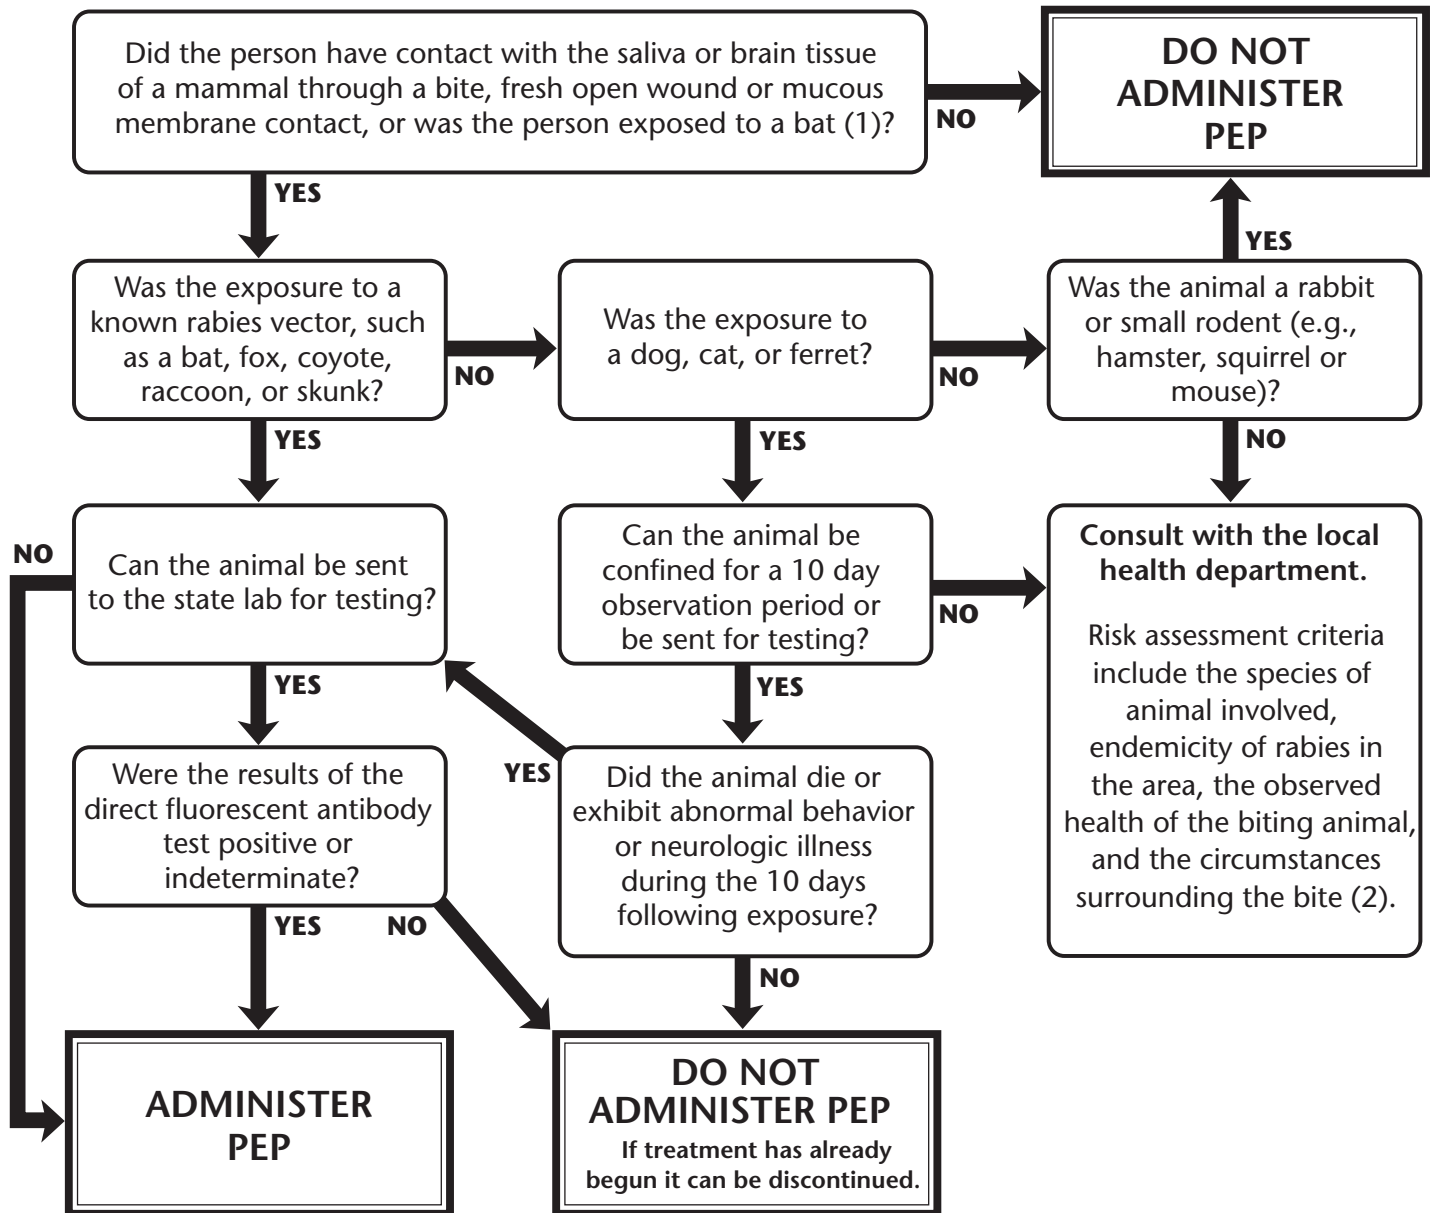 Did the person have contact with the saliva or brain tissue
of a mammal through a bite, fresh open wound or mucous
membrane contact, or was the person exposed to a bat (1)?
NO
DO NOT
ADMINISTER
PEP
YES
YES
Was the exposure to a
known rabies vector, such
as a bat, fox, coyote,
raccoon, or skunk?
NO
Was the exposure to
a dog, cat, or ferret?
NO
Was the animal a rabbit
or small rodent (e.g.,
hamster, squirrel or
mouse)?
YES
YES
NO
NO
Can the animal be sent
to the state lab for testing?
Can the animal be
confined for a 10 day
observation period or
be sent for testing?
NO
Consult with the local
health department.
Risk assessment criteria
include the species of
animal involved,
endemicity of rabies in
the area, the observed
health of the biting animal,
and the circumstances
surrounding the bite (2).
YES
YES
Were the results of the
direct fluorescent antibody
test positive or
indeterminate?
YES
Did the animal die or
exhibit abnormal behavior
or neurologic illness
during the 10 days
following exposure?
YES
NO
NO
ADMINISTER
PEP
DO NOT
ADMINISTER PEP
If treatment has already
begun it can be discontinued.